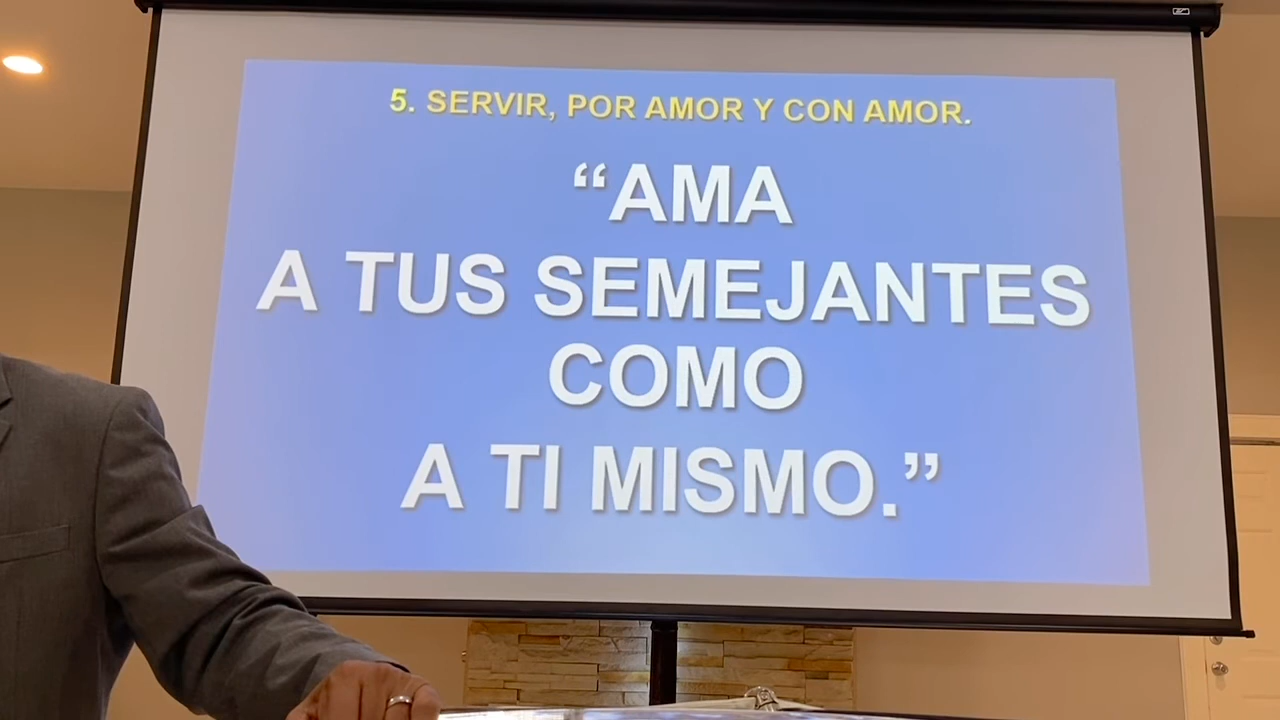 5. SERVIR, POR AMOR Y CON AMOR.
“AMA
A TUS SEMEJANTES
COMO
A TI MISMO.”